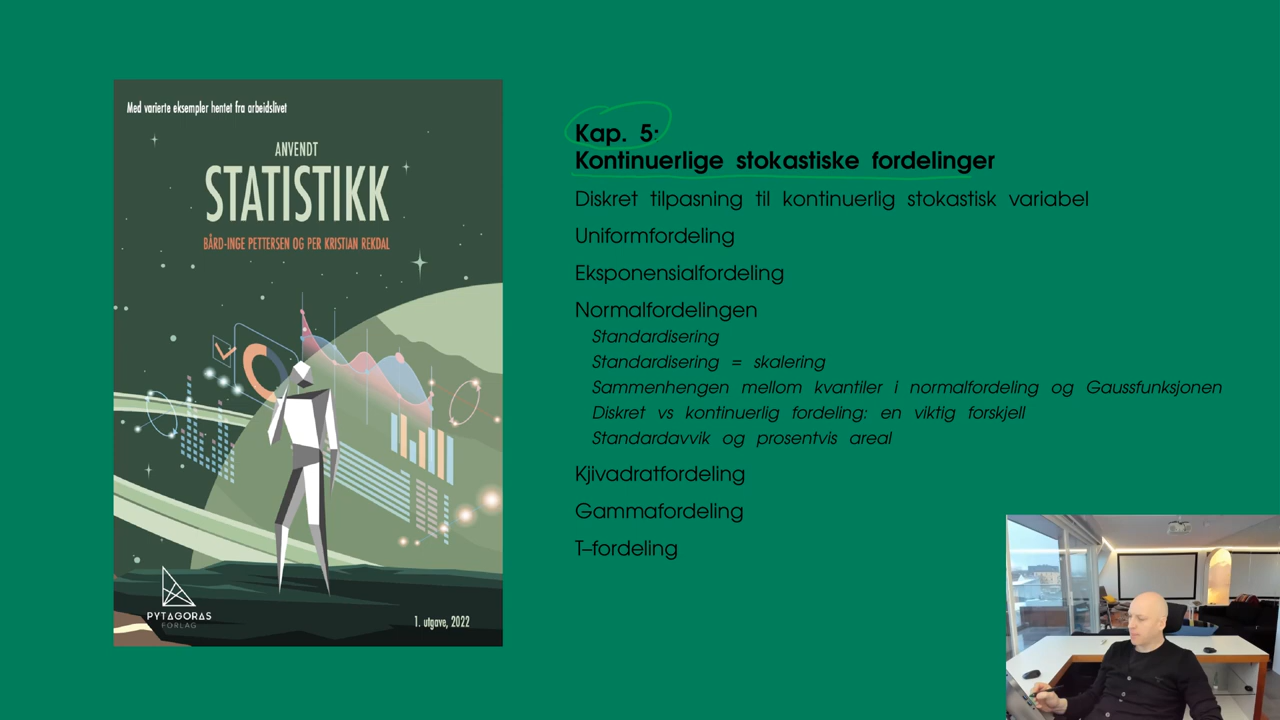 Med varierte eksempler hentet fra arbeidslivet
ANVENDT
STATISTIKK
BÅRD-INGE PETTERSEN OG PER KRISTIAN REKDAL
PYTAGORAS
FORLAG
1. utgave, 2022
Kap. 5:
Kontinuerlige stokastiske fordelinger
Diskret tilpasning til kontinuerlig stokastisk variabel
Uniformfordeling
Eksponensialfordeling
Normalfordelingen
Standardisering
Standardisering = skalering
Sammenhengen mellom kvantiler i normalfordeling og Gaussfunksjonen
Diskret vs kontinuerlig fordeling: en viktig forskjell
Standardavvik og prosentvis areal
Kjivadratfordeling
Gammafordeling
T-fordeling